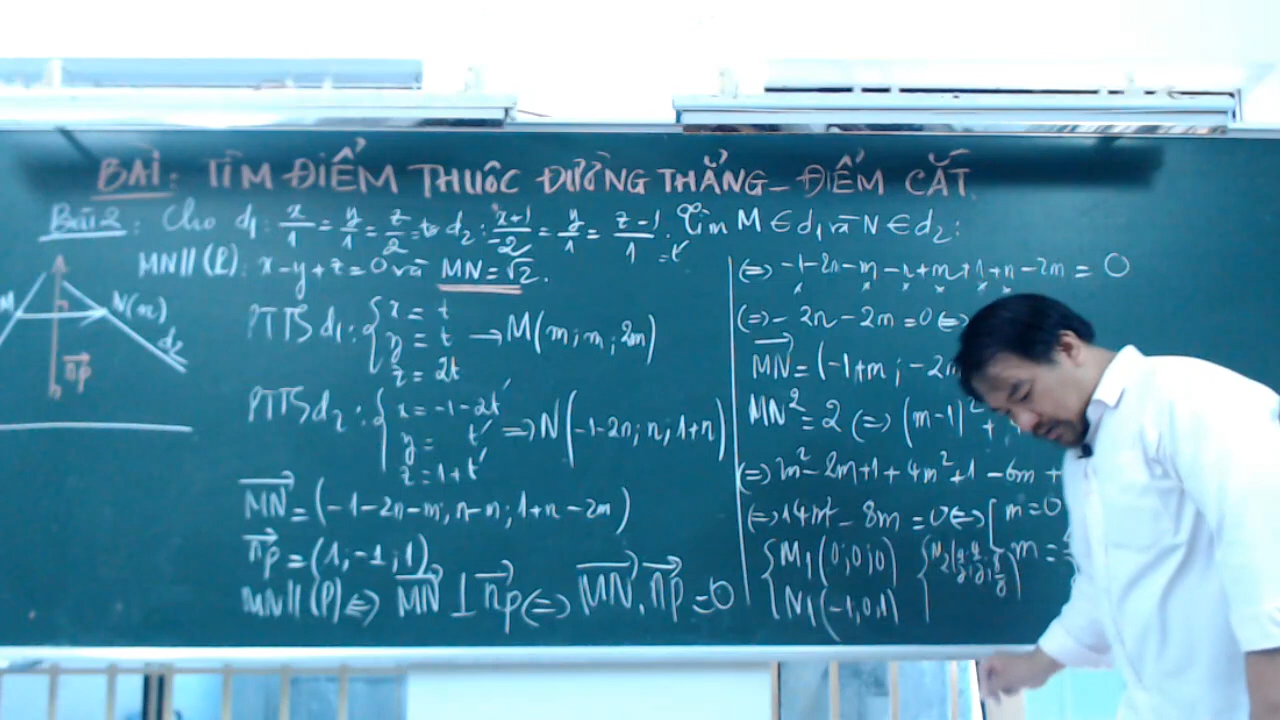 BÀI: TÌM ĐIỂM THUỘC ĐƯỜNG THẲNG - ĐIỂM CẮT.
Bài 2: Cho d1: x/1 = y/1 = z/2 = t d2: x+1/-2 = y/1 = z-1/1 = t'. Tìm M ∈ d1 và N ∈ d2:
MN // (P): x-y+z=0 và MN = √2.
M
N(n)
d2
nP→
PTTS d1: { x = t
y = t → M(m; m; 2m)
z = 2t
PTTS d2: { x = -1-2t'
y = t' => N(-1-2n; n; 1+n)
z = 1+t'
MN→ = (-1-2n-m; n-m; 1+n-2m)
nP→ = (1; -1; 1)
MN // (P) <=> MN→ ⊥ nP→ <=> MN→ . nP→ = 0
<=> -1-2n-m-n+m+1+n-2m = 0
<=> -2n-2m=0 <=>
MN→ = (-1+m; -2m
MN² = 2 <=> (m-1)² +
<=> m²-2m+1+4m²+1-6m+
<=> 14m²-8m=0 <=> [ m=0
m =
{ M1(0;0;0)
N1(-1,0,1)